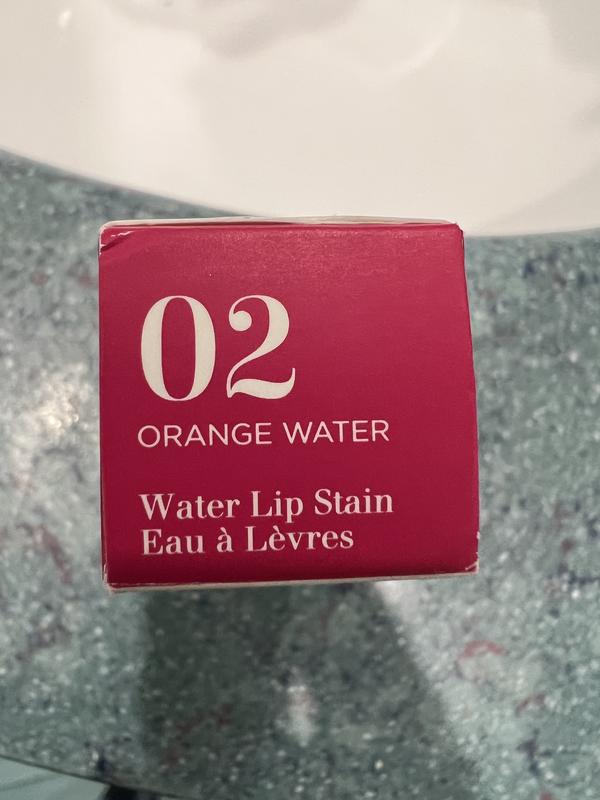 02
ORANGE WATER
Water Lip Stain
Eau à Lèvres